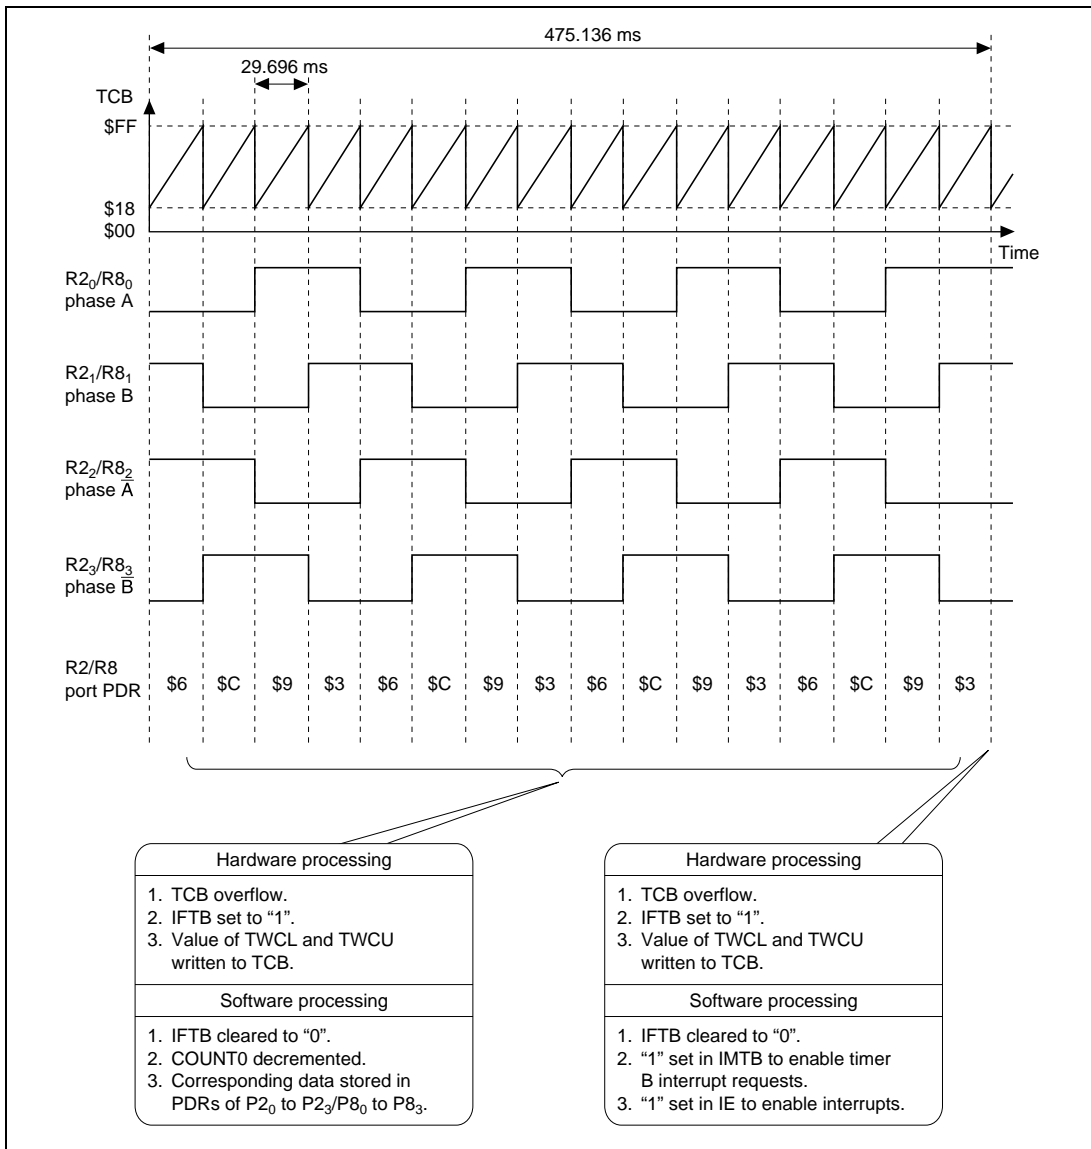 475.136 ms
29.696 ms
TCB
$FF
$18
$00
Time
R2₀/R8₀
phase A
R2₁/R8₁
phase B
R2₂/R8₂
phase A̅
R2₃/R8₃
phase B̅
R2/R8
port PDR
$6 $C $9 $3 $6 $C $9 $3 $6 $C $9 $3 $6 $C $9 $3
Hardware processing
1. TCB overflow.
2. IFTB set to “1”.
3. Value of TWCL and TWCU
written to TCB.
Software processing
1. IFTB cleared to “0”.
2. COUNT0 decremented.
3. Corresponding data stored in
PDRs of P2₀ to P2₃/P8₀ to P8₃.
Hardware processing
1. TCB overflow.
2. IFTB set to “1”.
3. Value of TWCL and TWCU
written to TCB.
Software processing
1. IFTB cleared to “0”.
2. “1” set in IMTB to enable timer
B interrupt requests.
3. “1” set in IE to enable interrupts.